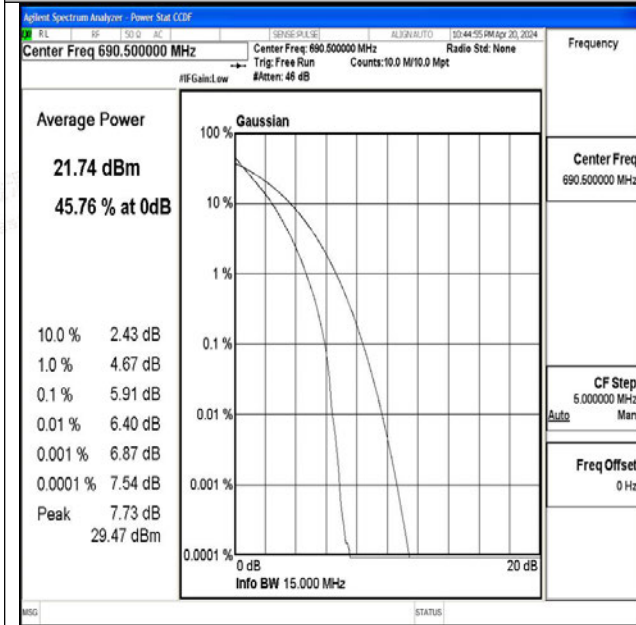 Agilent Spectrum Analyzer - Power Stat CCDF
RL RF 50 Ω AC SENSE:PULSE ALIGN AUTO 10:44:55 PM Apr 20, 2024
Center Freq 690.500000 MHz
Center Freq: 690.500000 MHz Radio Std: None
Trig: Free Run Counts:10.0 M/10.0 Mpt
#IFGain:Low #Atten: 46 dB
Frequency
Average Power
21.74 dBm
45.76 % at 0dB
10.0 % 2.43 dB
1.0 % 4.67 dB
0.1 % 5.91 dB
0.01 % 6.40 dB
0.001 % 6.87 dB
0.0001 % 7.54 dB
Peak 7.73 dB
29.47 dBm
Gaussian
100 %
10 %
1 %
0.1 %
0.01 %
0.001 %
0.0001 %
0 dB 20 dB
Info BW 15.000 MHz
Center Freq
690.500000 MHz
CF Step
5.000000 MHz
Auto Man
Freq Offset
0 Hz
MSG STATUS